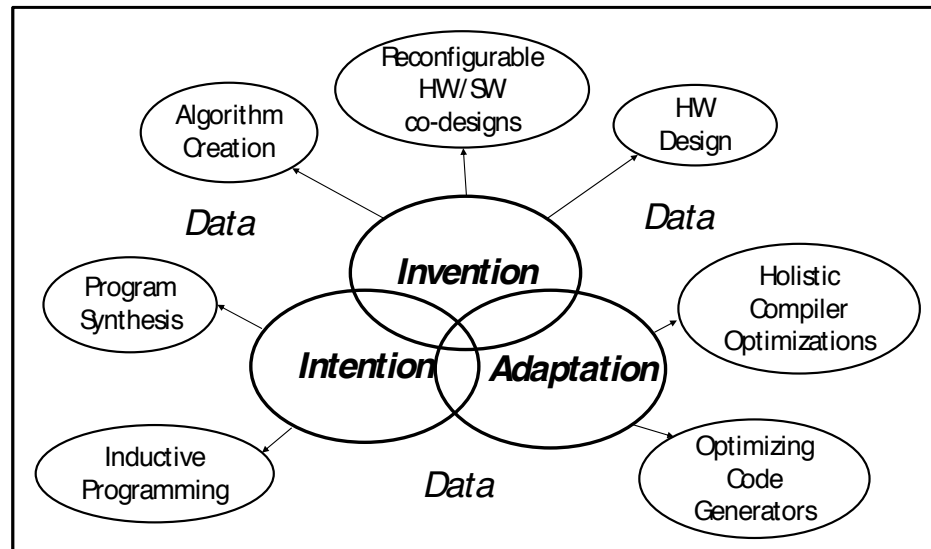 Reconfigurable
HW/SW
co-designs
Algorithm
Creation
HW
Design
Data
Data
Invention
Program
Synthesis
Holistic
Compiler
Optimizations
Intention
Adaptation
Inductive
Programming
Data
Optimizing
Code
Generators